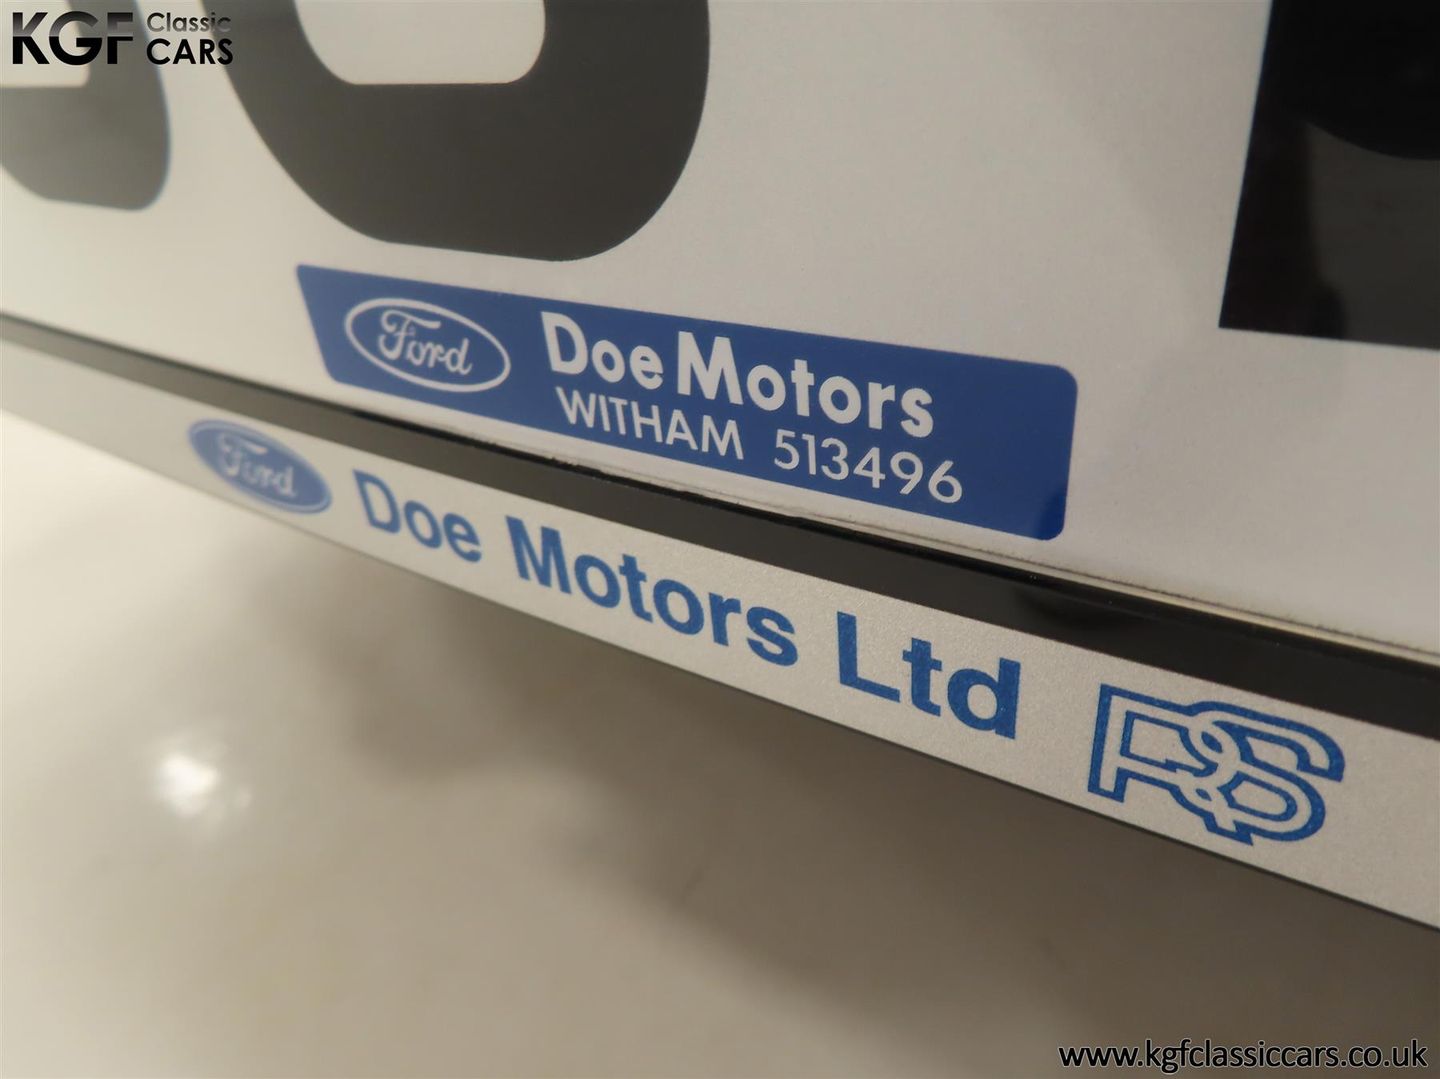 KGF Classic CARS
Ford Doe Motors
WITHAM 513496
Ford Doe Motors Ltd RS
www.kgfclassiccars.co.uk